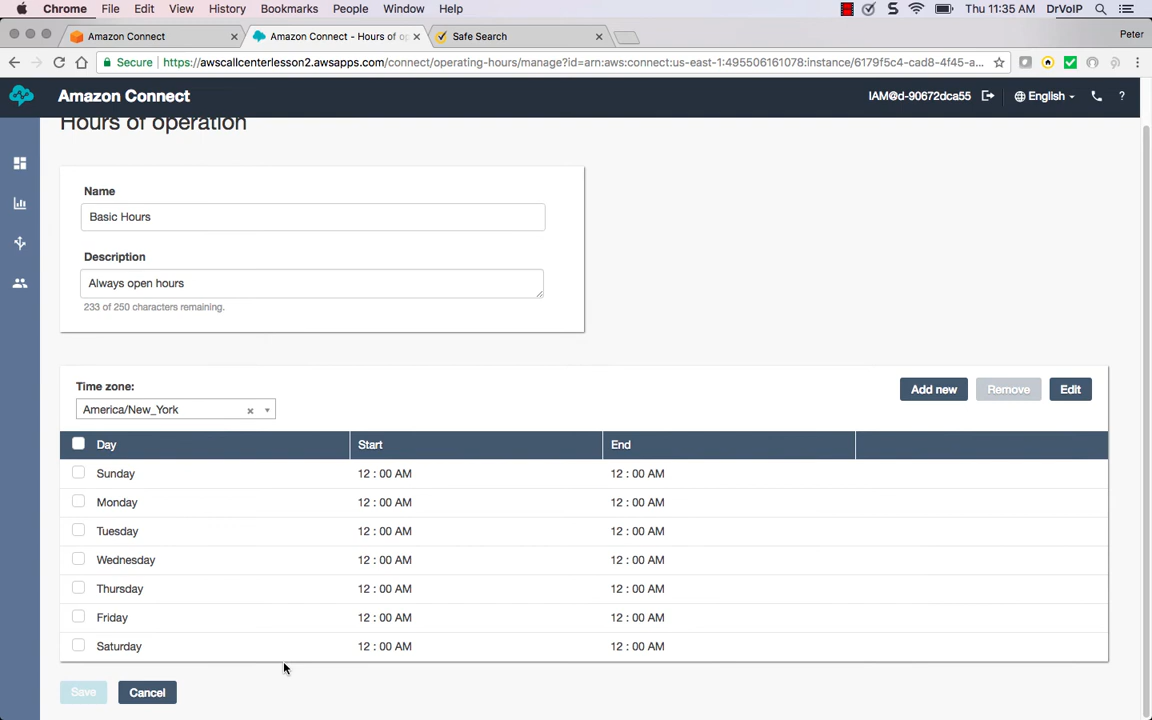 Chrome File Edit View History Bookmarks People Window Help Thu 11:35 AM DrVoIP
Amazon Connect Amazon Connect - Hours of op Safe Search Peter
Secure https://awscallcenterlesson2.awsapps.com/connect/operating-hours/manage?id=arn:aws:connect:us-east-1:495506161078:instance/6179f5c4-cad8-4f45-a...
Amazon Connect IAM@d-90672dca55 English ?
Hours of operation
Name
Basic Hours
Description
Always open hours
233 of 250 characters remaining.
Time zone:
America/New_York
Add new Remove Edit
Day Start End
Sunday 12 : 00 AM 12 : 00 AM
Monday 12 : 00 AM 12 : 00 AM
Tuesday 12 : 00 AM 12 : 00 AM
Wednesday 12 : 00 AM 12 : 00 AM
Thursday 12 : 00 AM 12 : 00 AM
Friday 12 : 00 AM 12 : 00 AM
Saturday 12 : 00 AM 12 : 00 AM
Save Cancel